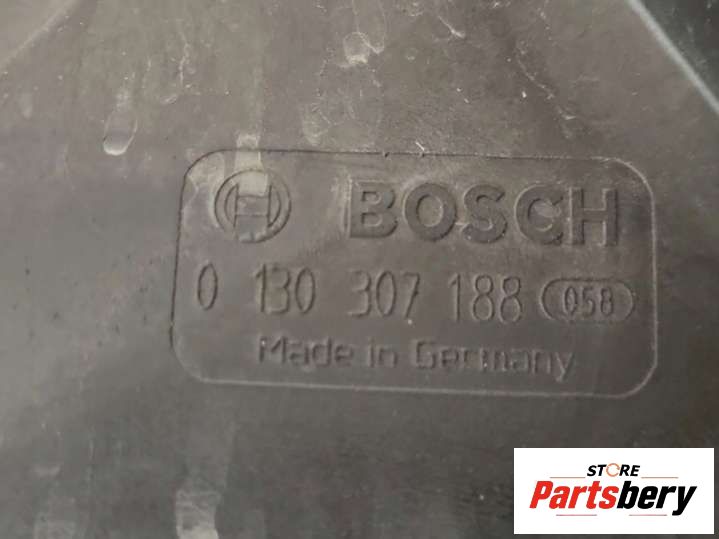 BOSCH
0 130 307 188 058
Made in Germany
STORE
Partsbery